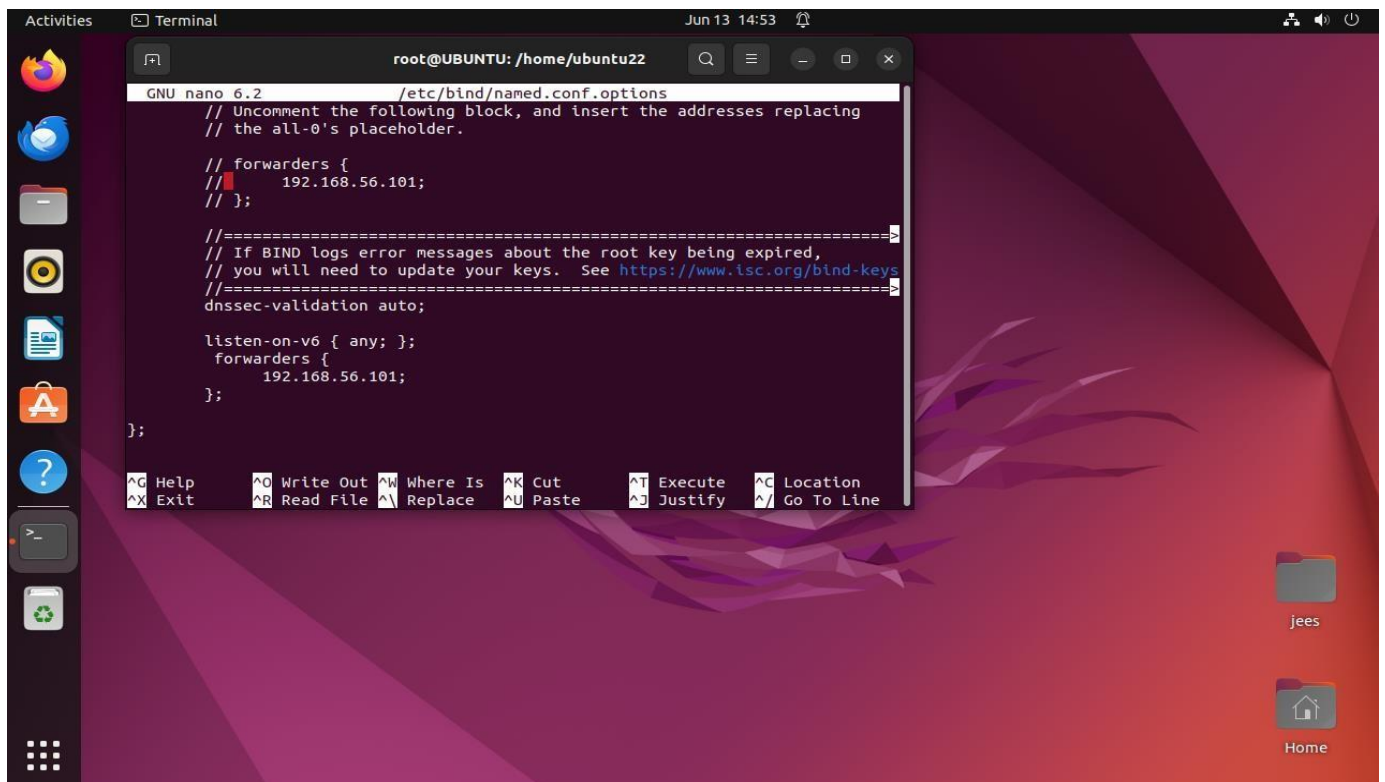 Activities Terminal Jun 13 14:53
root@UBUNTU: /home/ubuntu22
GNU nano 6.2 /etc/bind/named.conf.options
// Uncomment the following block, and insert the addresses replacing
// the all-0's placeholder.
// forwarders {
// 192.168.56.101;
// };
//=====================================================================>
// If BIND logs error messages about the root key being expired,
// you will need to update your keys. See https://www.isc.org/bind-keys
//=====================================================================>
dnssec-validation auto;
listen-on-v6 { any; };
forwarders {
192.168.56.101;
};
};
^G Help ^O Write Out ^W Where Is ^K Cut ^T Execute ^C Location
^X Exit ^R Read File ^\ Replace ^U Paste ^J Justify ^/ Go To Line
jees
Home